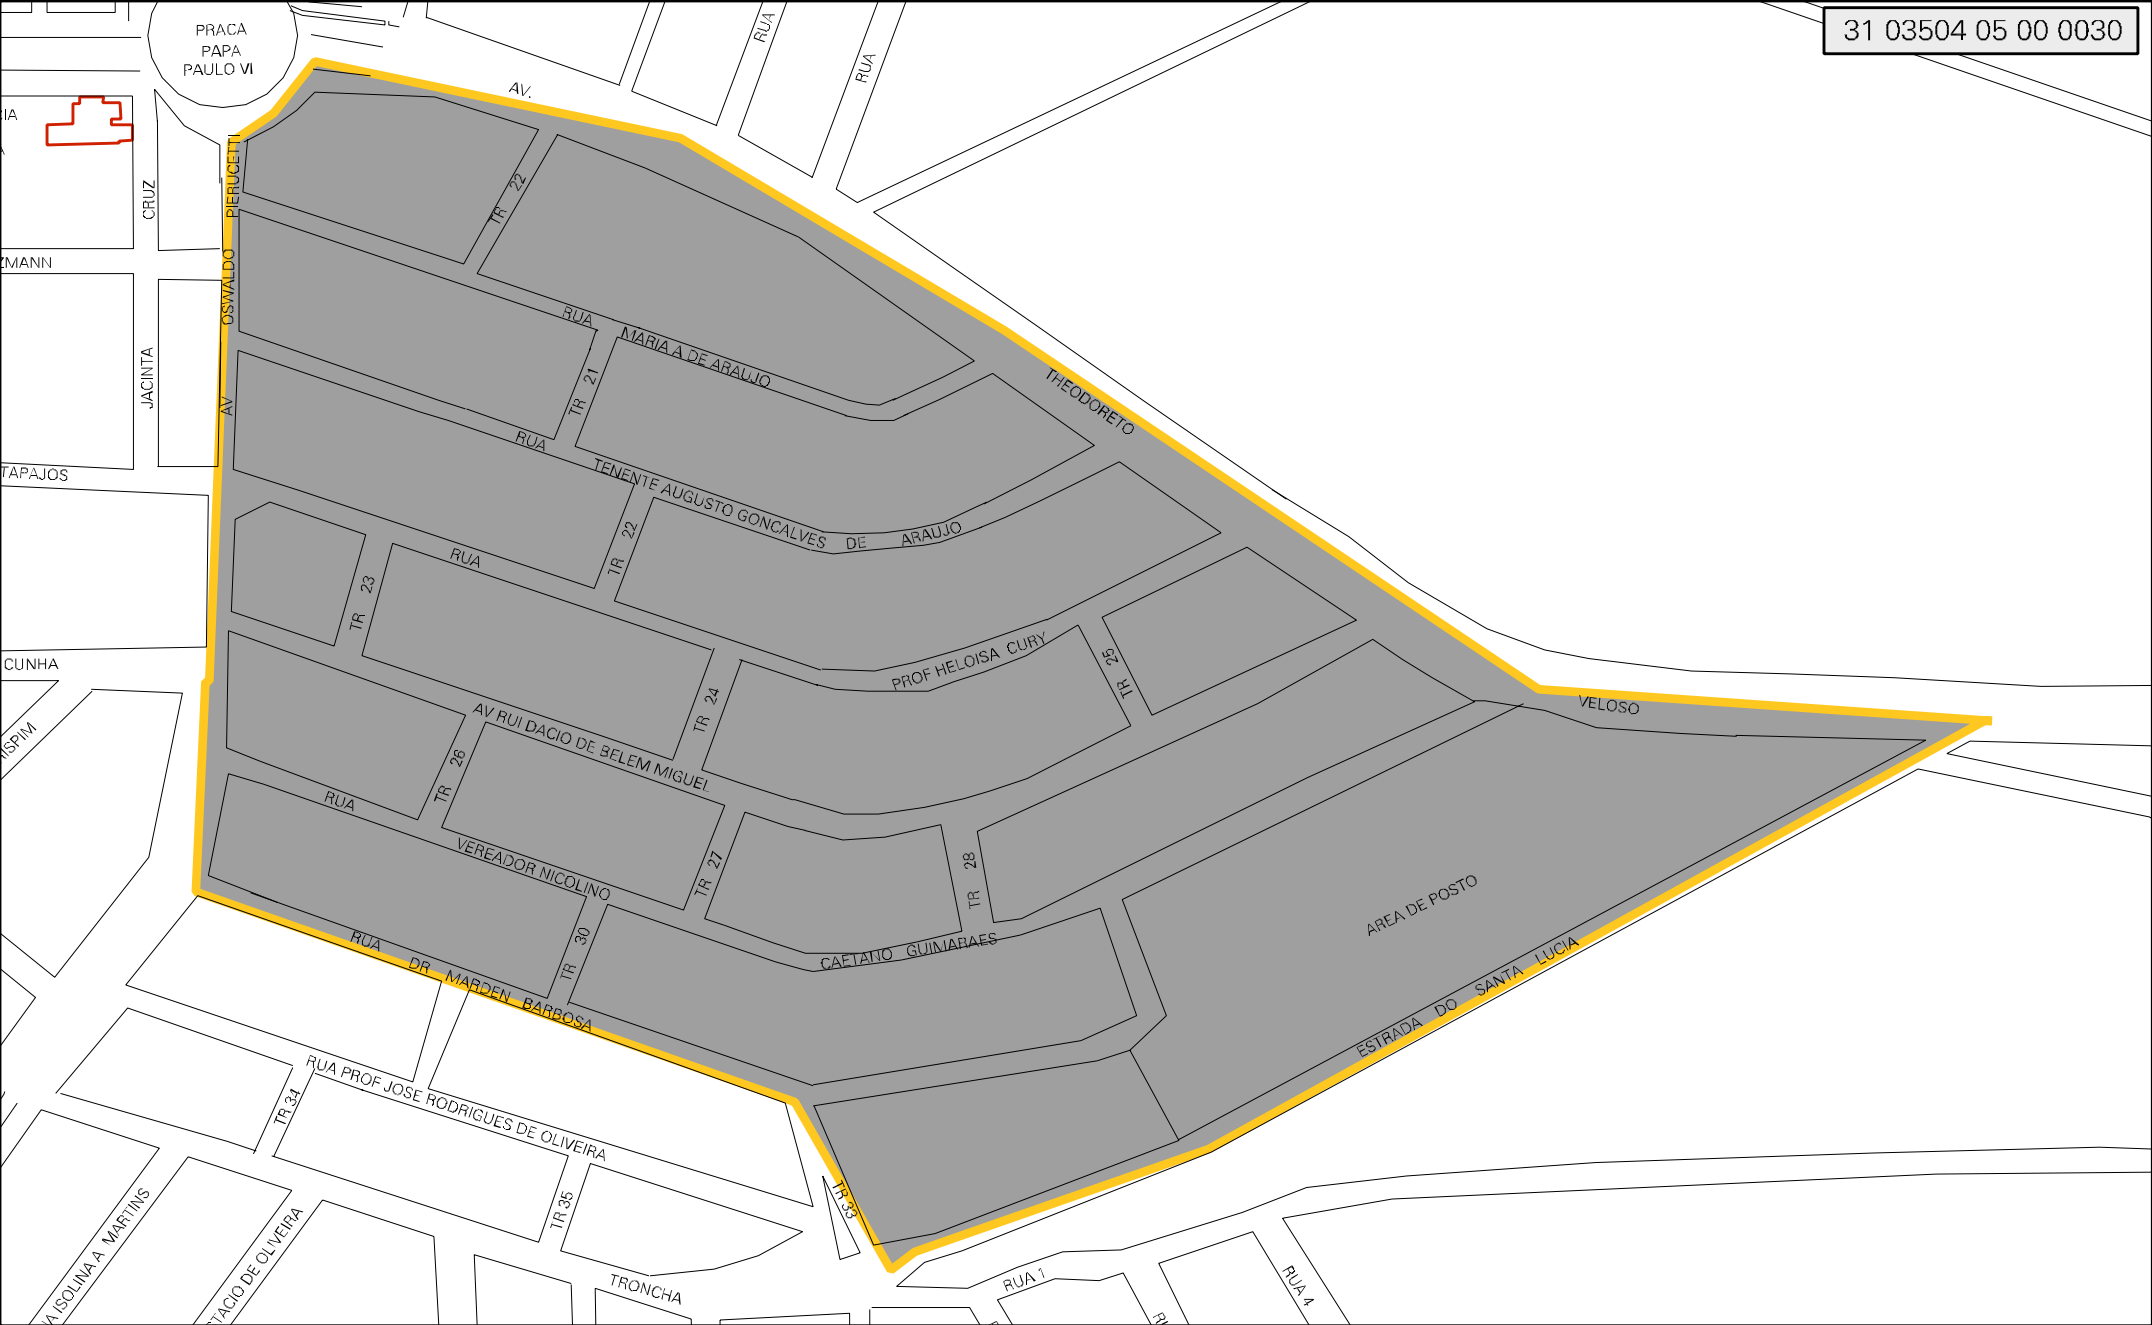 31 03504 05 00 0030
PRACA
PAPA
PAULO VI
AV.
RUA
RUA
IA
CRUZ
JACINTA
ZMANN
TAPAJOS
CUNHA
ISPIM
AV OSWALDO PIERUCETTI
TR 22
RUA MARIA A DE ARAUJO
TR 21
THEODORETO
VELOSO
RUA TENENTE AUGUSTO GONCALVES DE ARAUJO
TR 22
RUA PROF HELOISA CURY
TR 23
TR 24
TR 25
AV RUI DACIO DE BELEM MIGUEL
TR 26
TR 27
TR 28
RUA VEREADOR NICOLINO CAETANO GUIMARAES
AREA DE POSTO
TR 30
RUA DR MARDEN BARBOSA
ESTRADA DO SANTA LUCIA
RUA PROF JOSE RODRIGUES DE OLIVEIRA
TR 34
TR 35
TR 33
TRONCHA
A ISOLINA A MARTINS
TACIO DE OLIVEIRA
RUA 1
RUA 4